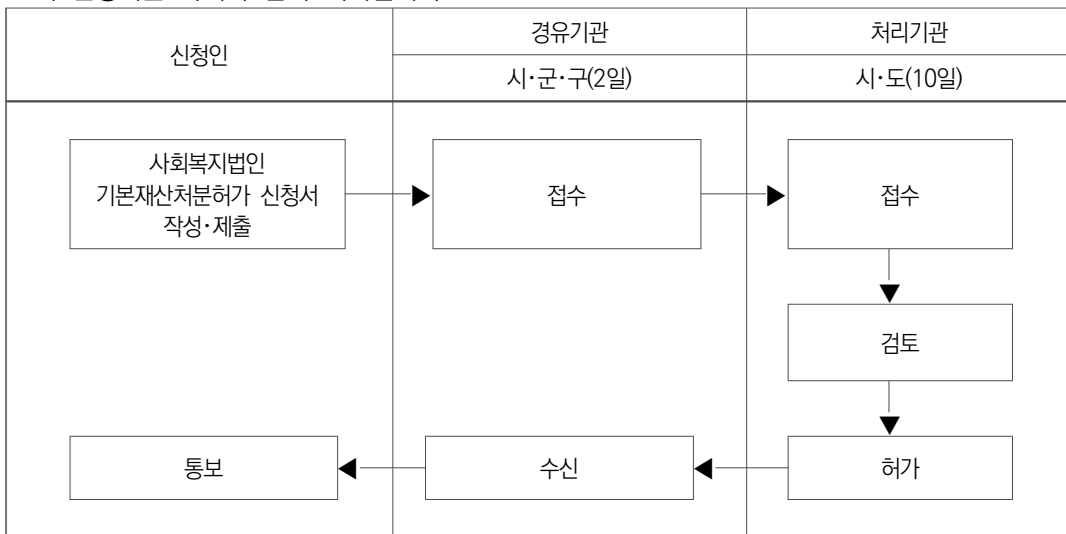 신청인
경유기관
처리기관
시·군·구(2일)
시·도(10일)
사회복지법인
기본재산처분허가 신청서
작성·제출
접수
접수
검토
통보
수신
허가